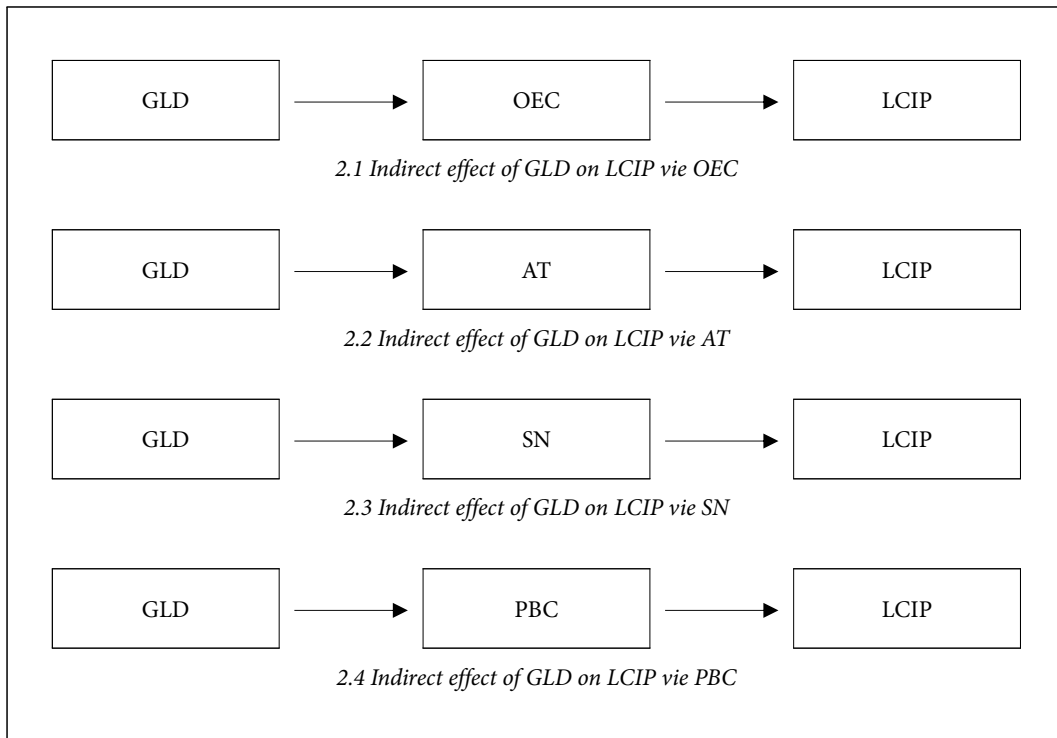 GLD OEC LCIP
2.1 Indirect effect of GLD on LCIP vie OEC
GLD AT LCIP
2.2 Indirect effect of GLD on LCIP vie AT
GLD SN LCIP
2.3 Indirect effect of GLD on LCIP vie SN
GLD PBC LCIP
2.4 Indirect effect of GLD on LCIP vie PBC